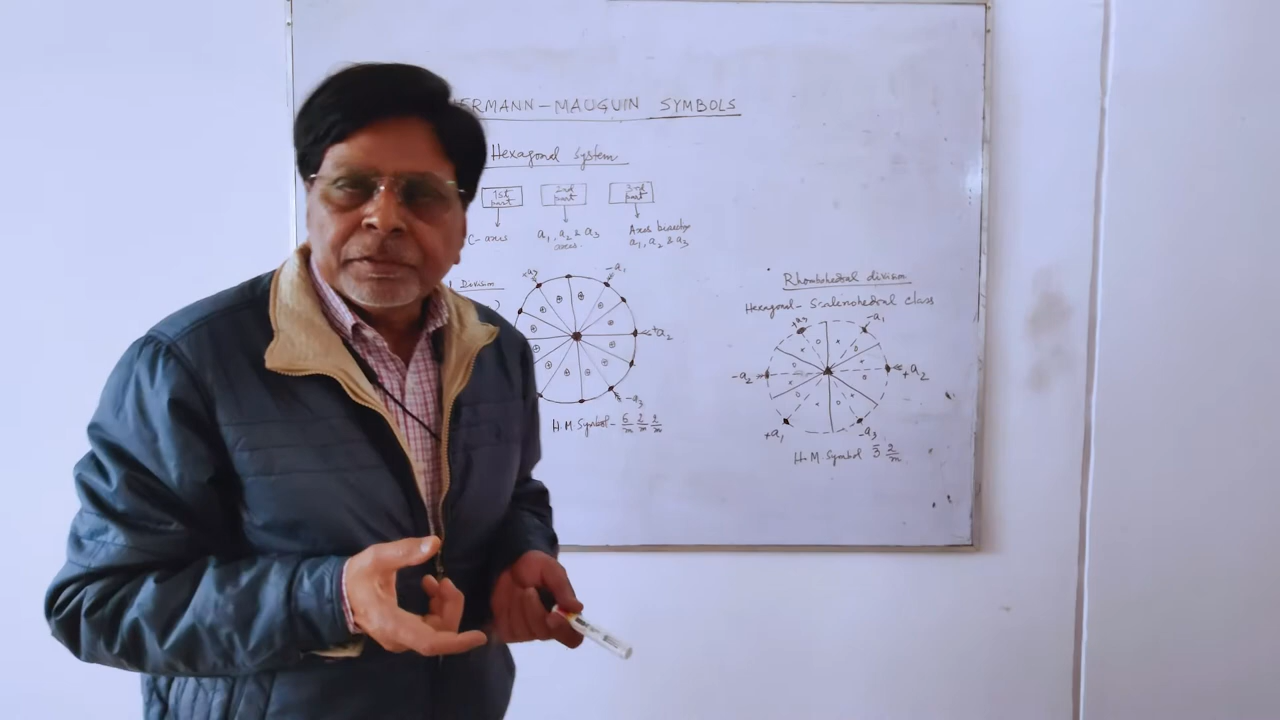 ERMANN-MAUGUIN SYMBOLS
Hexagonal System
1st part 2nd part 3rd part
C-axes
a1, a2 & a3 axes.
Axes bisecting a1, a2 & a3
Division
)
+a3 -a1
+a2
-a3
H.M Symbol - 6/m 2/m 2/m
Rhombohedral division
Hexagonal - Scalenohedral class
+a3 -a1
-a2 +a2
+a1 -a3
H.M. Symbol 3̄ 2/m